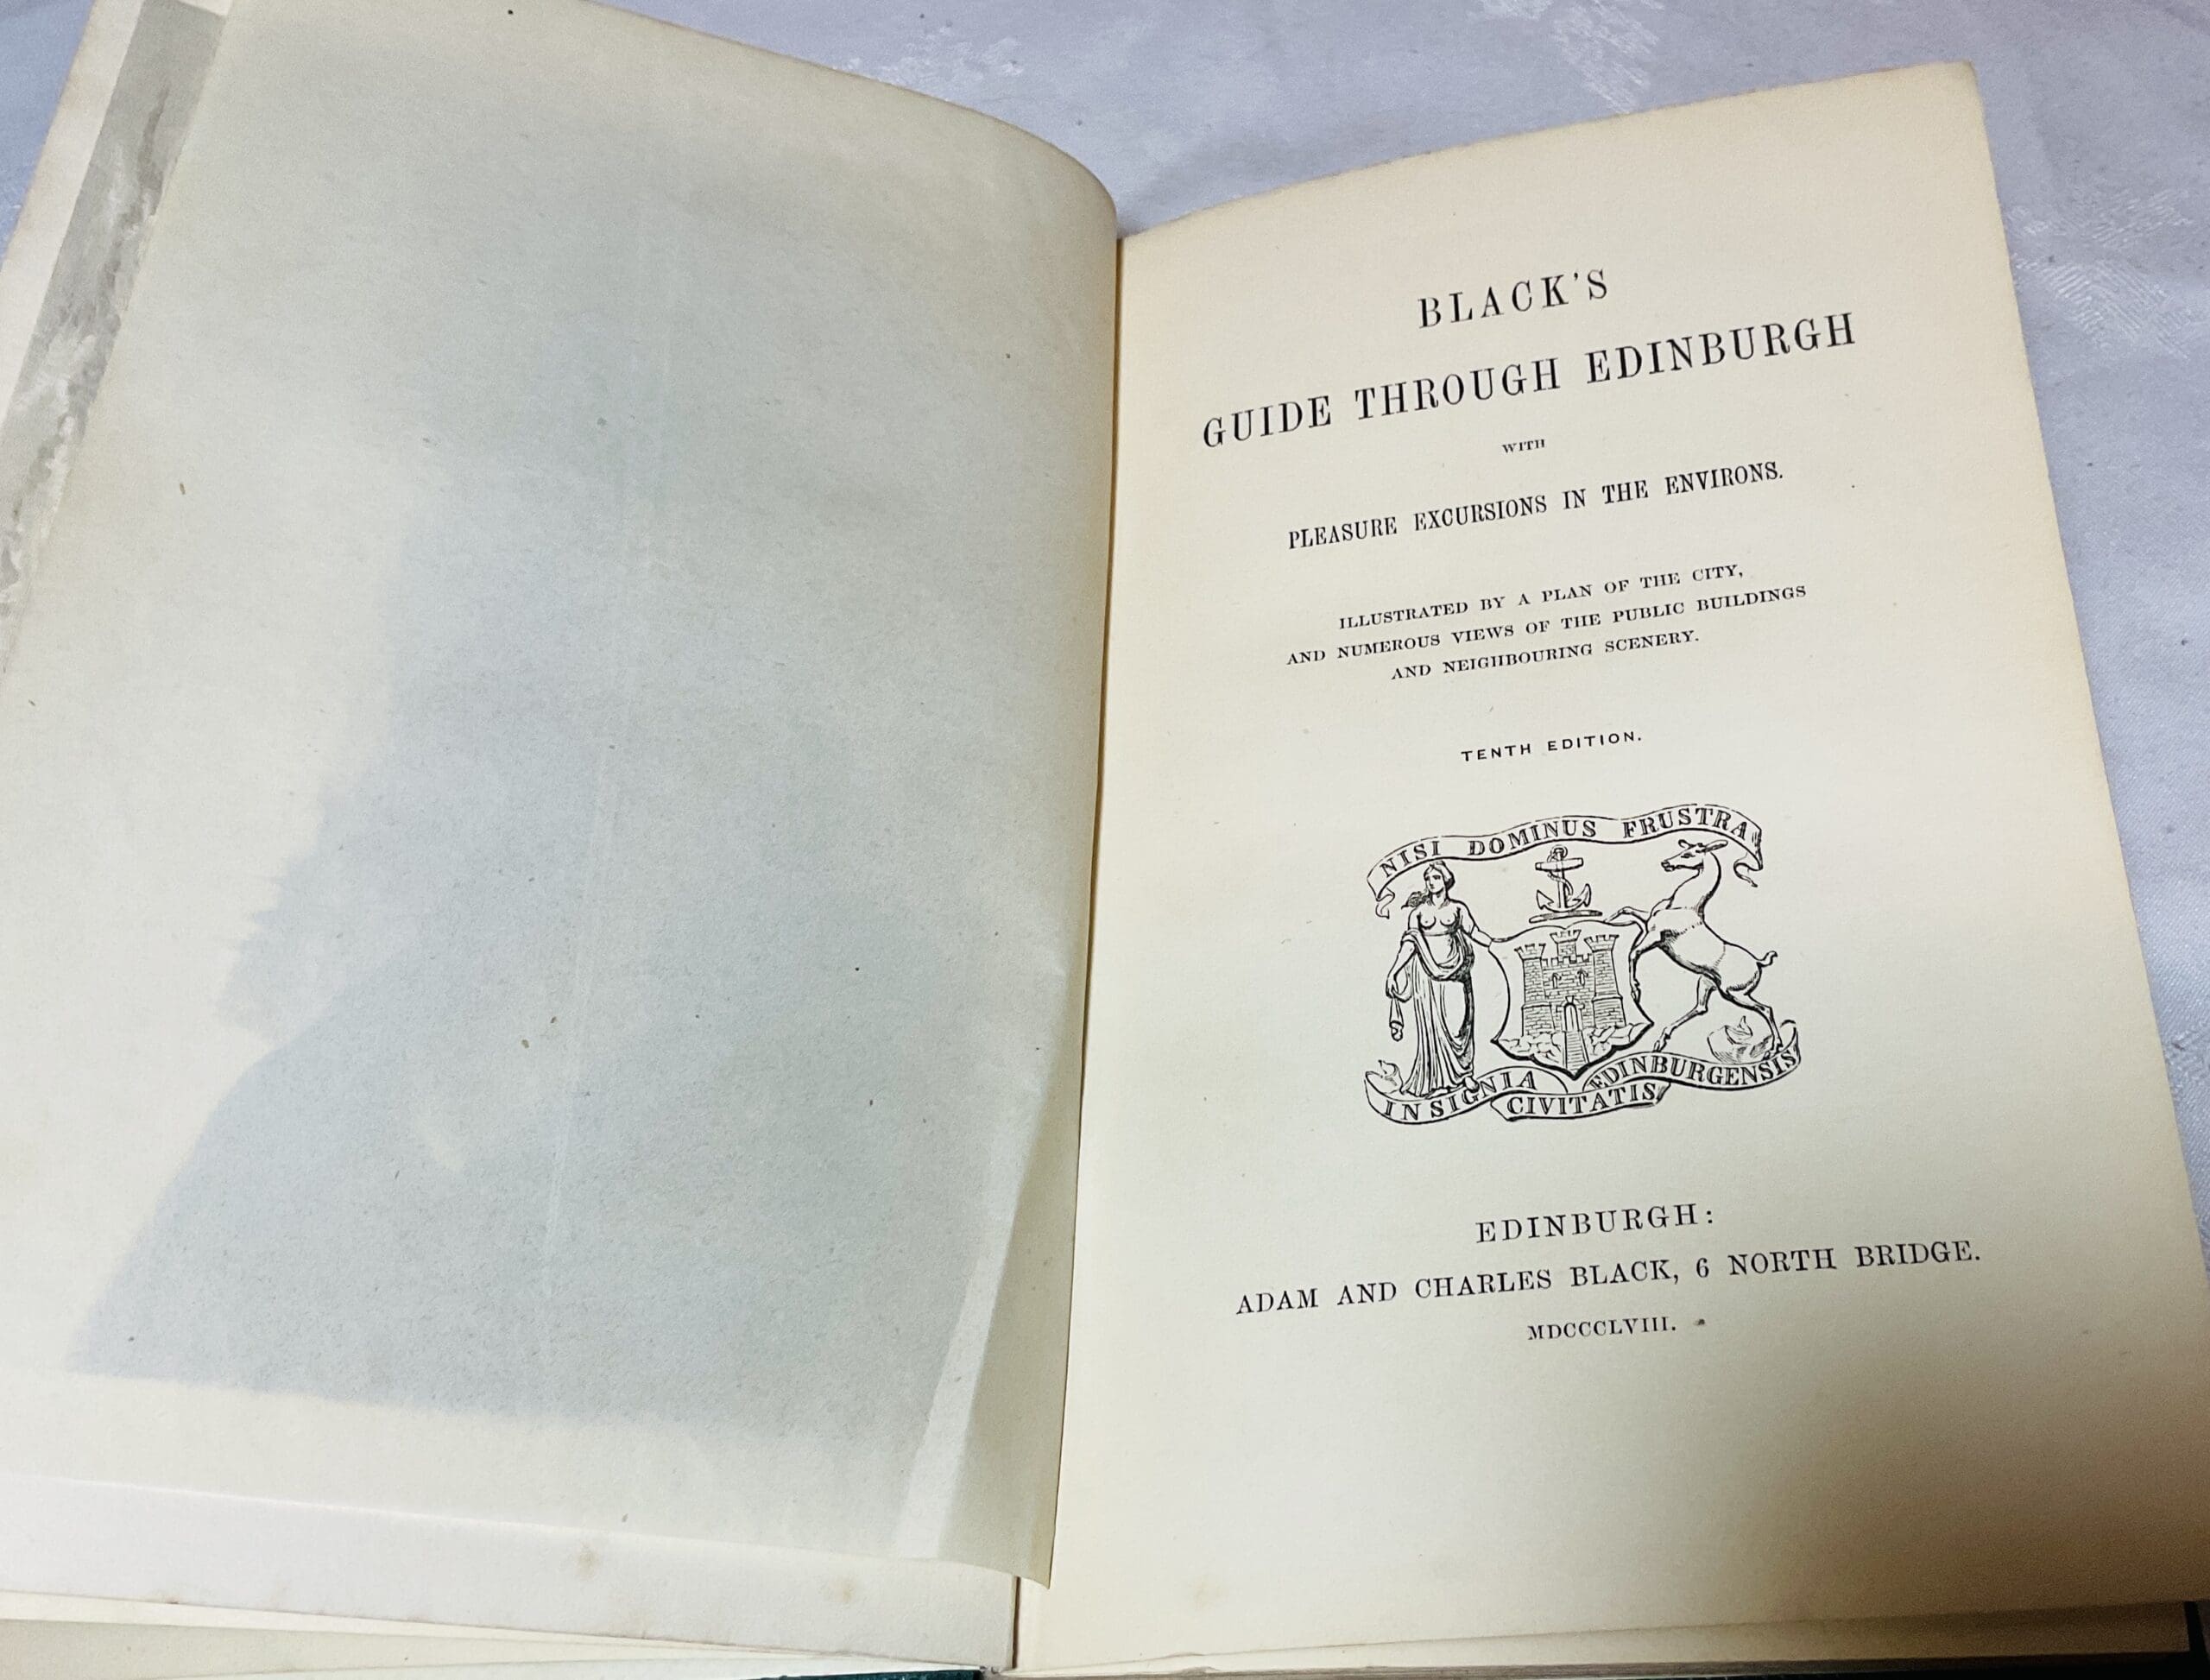 BLACK'S
GUIDE THROUGH EDINBURGH
WITH
PLEASURE EXCURSIONS IN THE ENVIRONS.
ILLUSTRATED BY A PLAN OF THE CITY,
AND NUMEROUS VIEWS OF THE PUBLIC BUILDINGS
AND NEIGHBOURING SCENERY.
TENTH EDITION.
NISI DOMINUS FRUSTRA
INSIGNIA CIVITATIS EDINBURGENSIS
EDINBURGH:
ADAM AND CHARLES BLACK, 6 NORTH BRIDGE.
MDCCCLVIII.